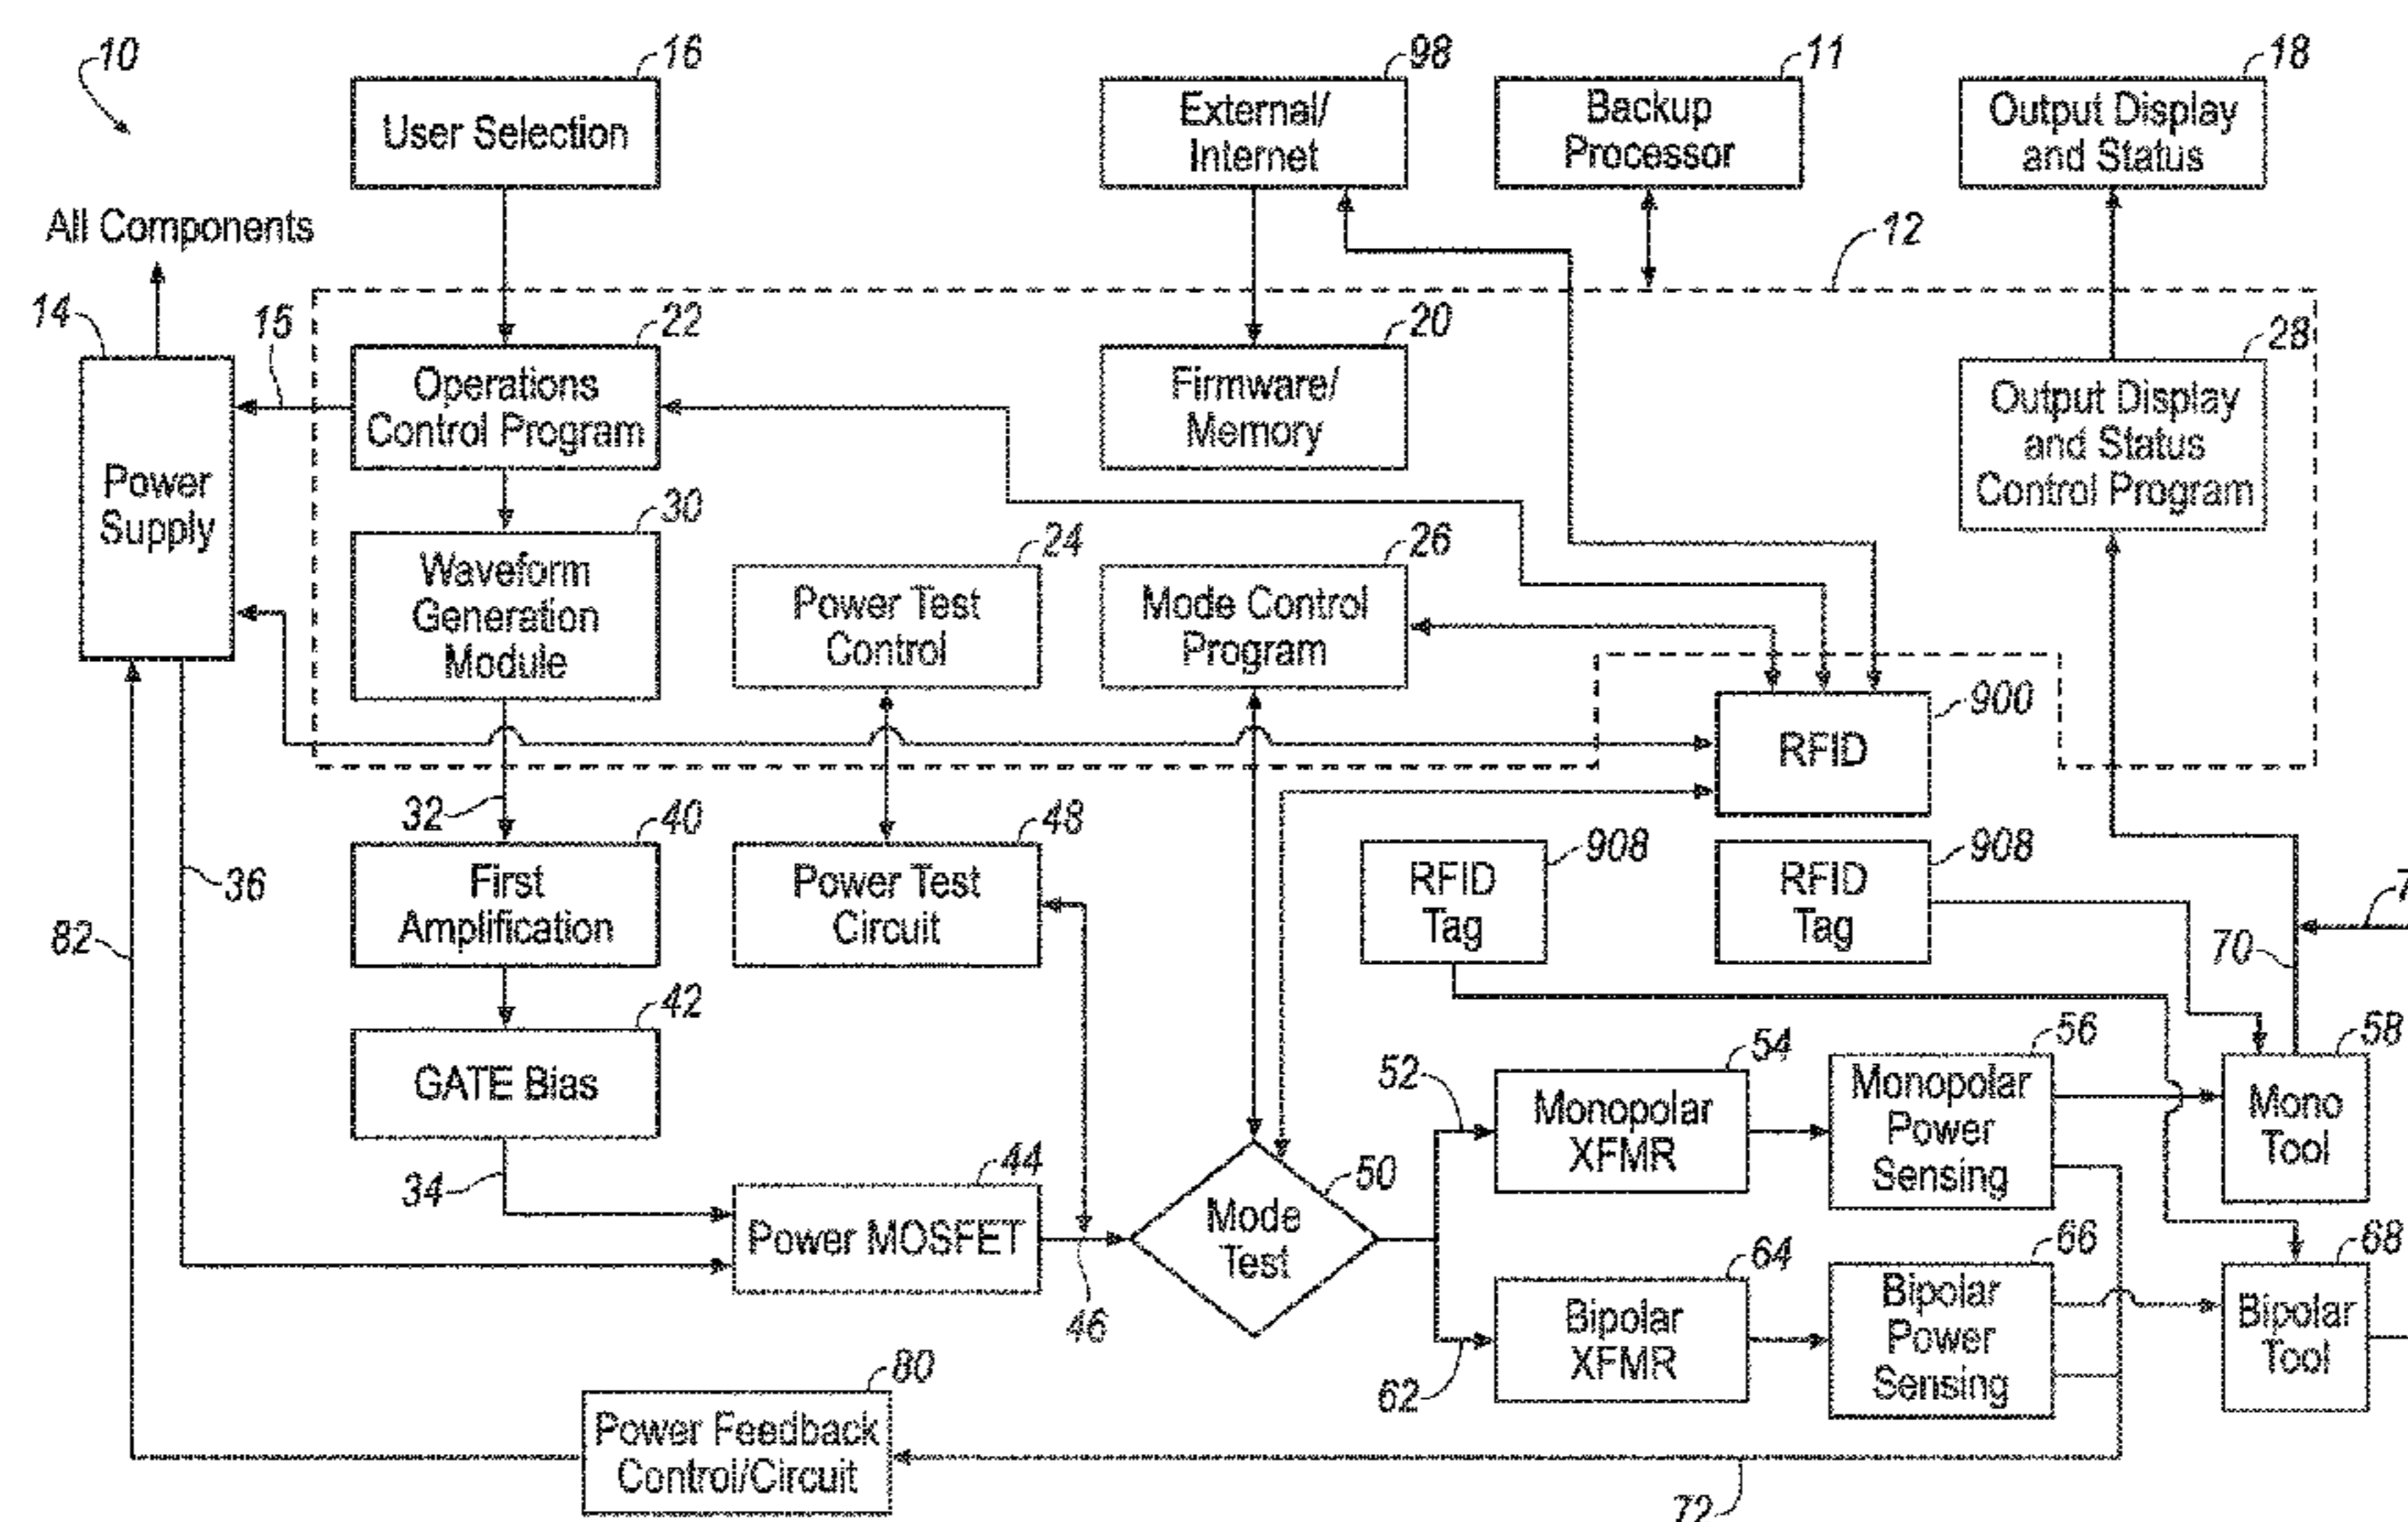 10
16
98
11
18
User Selection
External/
Internet
Backup
Processor
Output Display
and Status
All Components
12
14
15
22
20
28
Operations
Control Program
Firmware/
Memory
Output Display
and Status
Control Program
Power
Supply
30
24
26
Waveform
Generation
Module
Power Test
Control
Mode Control
Program
900
RFID
32
40
48
908
908
First
Amplification
Power Test
Circuit
RFID
Tag
RFID
Tag
36
82
70
42
GATE Bias
52
54
56
58
Monopolar
XFMR
Monopolar
Power
Sensing
Mono
Tool
34
44
50
Power MOSFET
Mode
Test
46
64
66
68
Bipolar
XFMR
Bipolar
Power
Sensing
Bipolar
Tool
62
80
Power Feedback
Control/Circuit
72